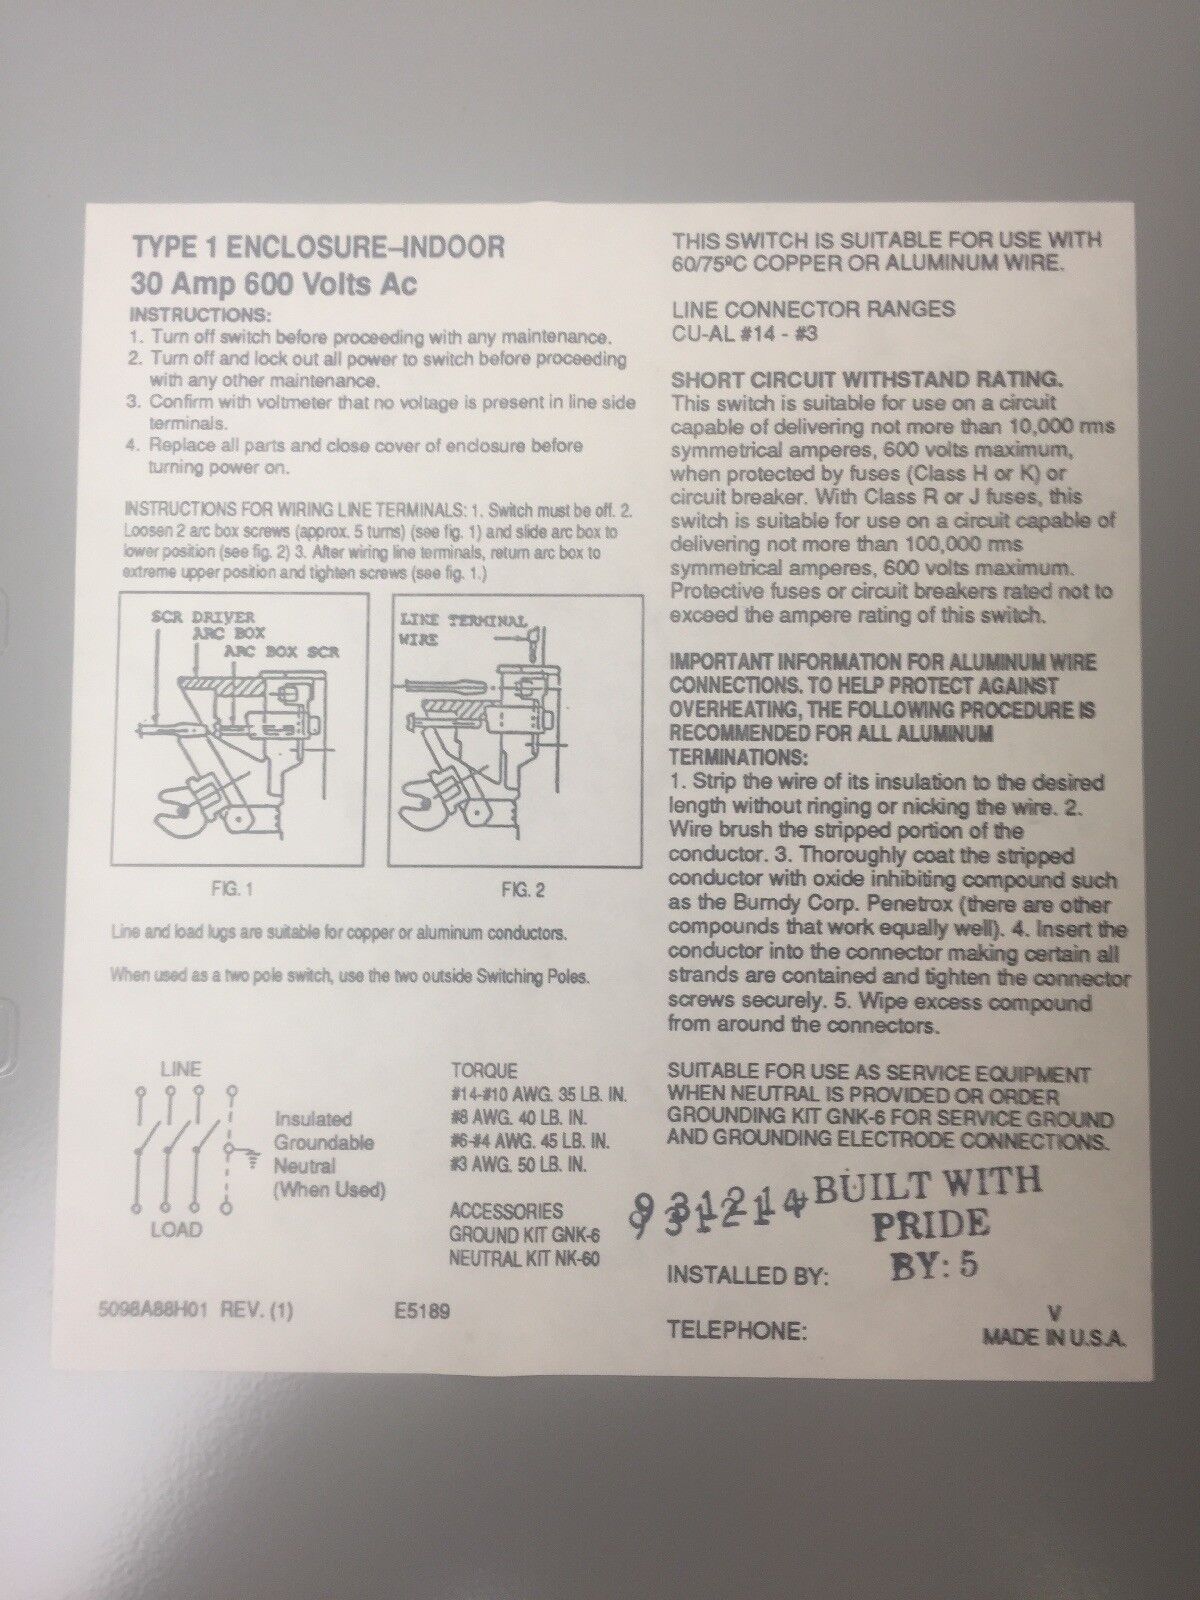 TYPE 1 ENCLOSURE–INDOOR
30 Amp 600 Volts Ac
INSTRUCTIONS:
1. Turn off switch before proceeding with any maintenance.
2. Turn off and lock out all power to switch before proceeding
with any other maintenance.
3. Confirm with voltmeter that no voltage is present in line side
terminals.
4. Replace all parts and close cover of enclosure before
turning power on.
INSTRUCTIONS FOR WIRING LINE TERMINALS: 1. Switch must be off. 2.
Loosen 2 arc box screws (approx. 5 turns) (see fig. 1) and slide arc box to
lower position (see fig. 2) 3. After wiring line terminals, return arc box to
extreme upper position and tighten screws (see fig. 1.)
SCR DRIVER
ARC BOX
ARC BOX SCR
FIG. 1
LINE TERMINAL
WIRE
FIG. 2
Line and load lugs are suitable for copper or aluminum conductors.
When used as a two pole switch, use the two outside Switching Poles.
LINE
Insulated
Groundable
Neutral
(When Used)
LOAD
TORQUE
#14-#10 AWG. 35 LB. IN.
#8 AWG. 40 LB. IN.
#6-#4 AWG. 45 LB. IN.
#3 AWG. 50 LB. IN.
ACCESSORIES
GROUND KIT GNK-6
NEUTRAL KIT NK-60
5098A88H01 REV. (1) E5189
THIS SWITCH IS SUITABLE FOR USE WITH
60/75ºC COPPER OR ALUMINUM WIRE.
LINE CONNECTOR RANGES
CU-AL #14 - #3
SHORT CIRCUIT WITHSTAND RATING.
This switch is suitable for use on a circuit
capable of delivering not more than 10,000 rms
symmetrical amperes, 600 volts maximum,
when protected by fuses (Class H or K) or
circuit breaker. With Class R or J fuses, this
switch is suitable for use on a circuit capable of
delivering not more than 100,000 rms
symmetrical amperes, 600 volts maximum.
Protective fuses or circuit breakers rated not to
exceed the ampere rating of this switch.
IMPORTANT INFORMATION FOR ALUMINUM WIRE
CONNECTIONS. TO HELP PROTECT AGAINST
OVERHEATING, THE FOLLOWING PROCEDURE IS
RECOMMENDED FOR ALL ALUMINUM
TERMINATIONS:
1. Strip the wire of its insulation to the desired
length without ringing or nicking the wire. 2.
Wire brush the stripped portion of the
conductor. 3. Thoroughly coat the stripped
conductor with oxide inhibiting compound such
as the Burndy Corp. Penetrox (there are other
compounds that work equally well). 4. Insert the
conductor into the connector making certain all
strands are contained and tighten the connector
screws securely. 5. Wipe excess compound
from around the connectors.
SUITABLE FOR USE AS SERVICE EQUIPMENT
WHEN NEUTRAL IS PROVIDED OR ORDER
GROUNDING KIT GNK-6 FOR SERVICE GROUND
AND GROUNDING ELECTRODE CONNECTIONS.
931214
BUILT WITH
PRIDE
BY: 5
INSTALLED BY:
TELEPHONE:
V
MADE IN U.S.A.